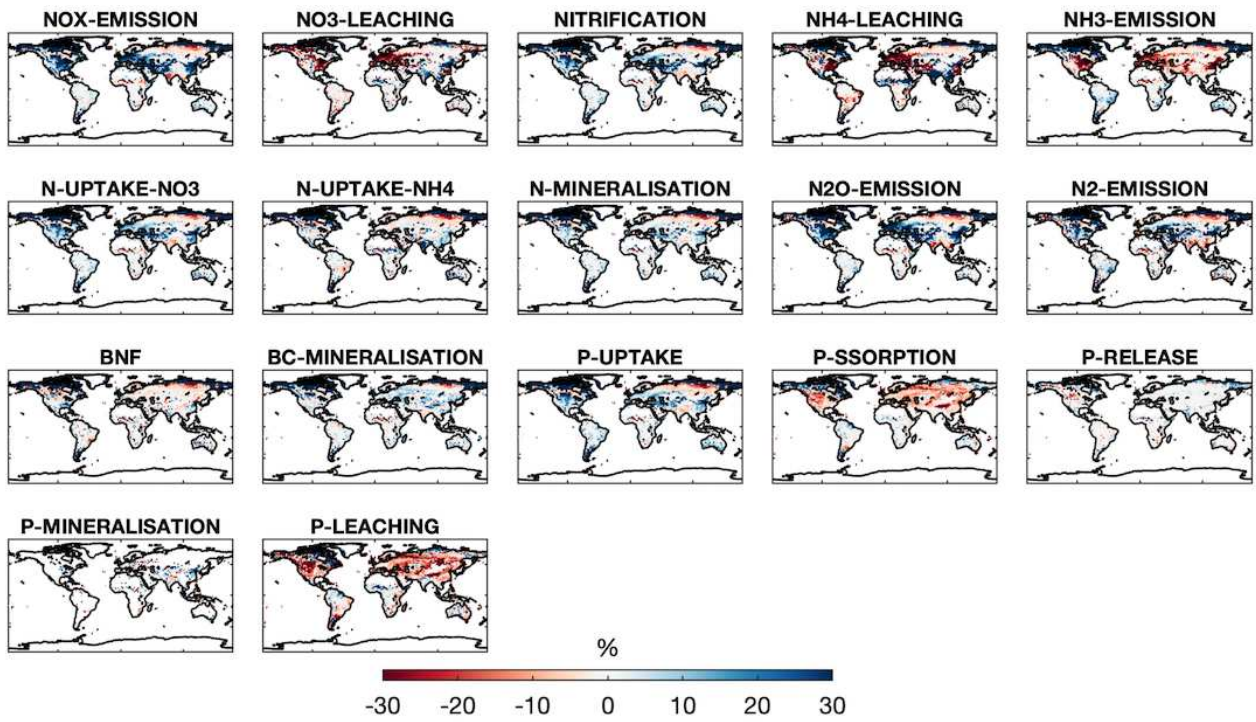 NOX-EMISSION NO3-LEACHING NITRIFICATION NH4-LEACHING NH3-EMISSION
N-UPTAKE-NO3 N-UPTAKE-NH4 N-MINERALISATION N2O-EMISSION N2-EMISSION
BNF BC-MINERALISATION P-UPTAKE P-SSORPTION P-RELEASE
P-MINERALISATION P-LEACHING
%
-30 -20 -10 0 10 20 30